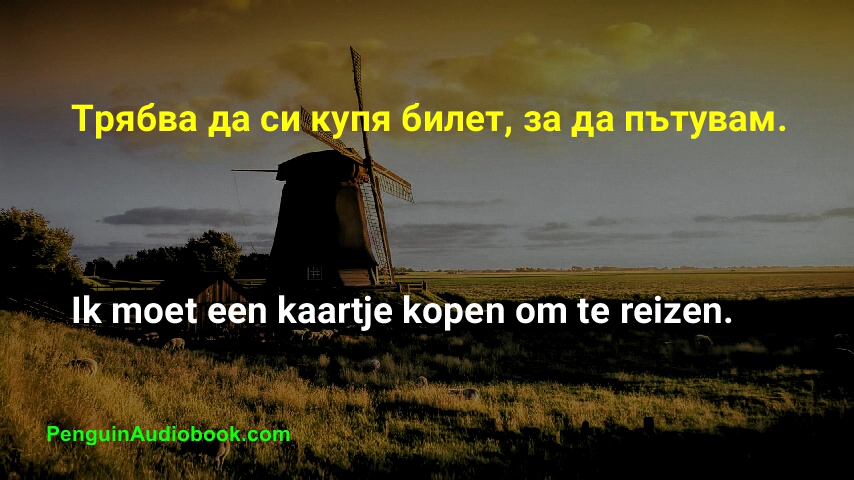 Трябва да си купя билет, за да пътувам.
Ik moet een kaartje kopen om te reizen.
PenguinAudiobook.com